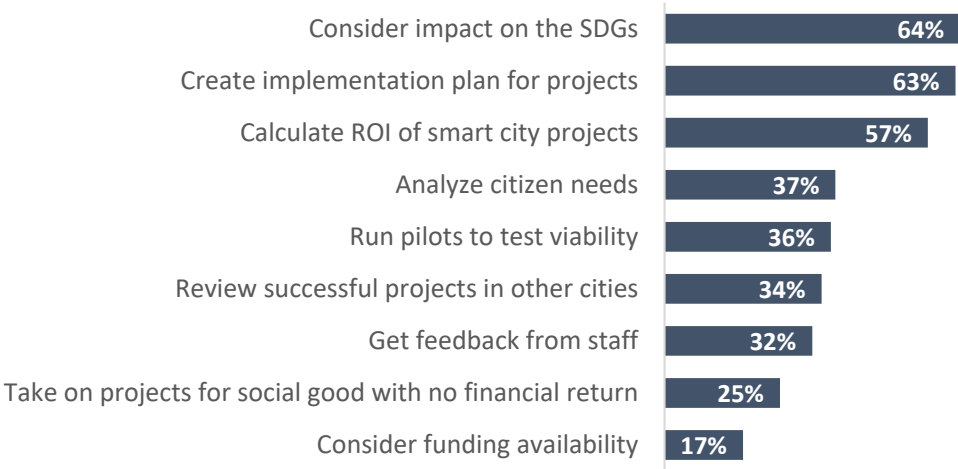 Consider impact on the SDGs 64%
Create implementation plan for projects 63%
Calculate ROI of smart city projects 57%
Analyze citizen needs 37%
Run pilots to test viability 36%
Review successful projects in other cities 34%
Get feedback from staff 32%
Take on projects for social good with no financial return 25%
Consider funding availability 17%